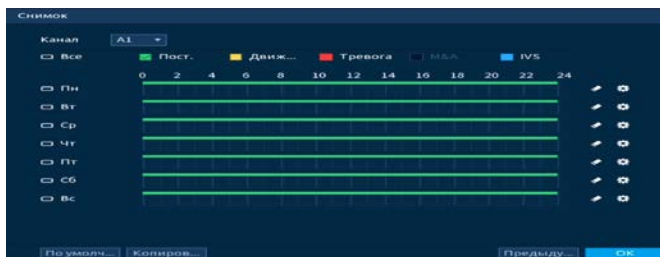 Снимок
Канал A1
Все Пост. Движ... Тревога M&A IVS
0 2 4 6 8 10 12 14 16 18 20 22 24
Пн
Вт
Ср
Чт
Пт
Сб
Вс
По умолч... Копиров... Предыду... ОК